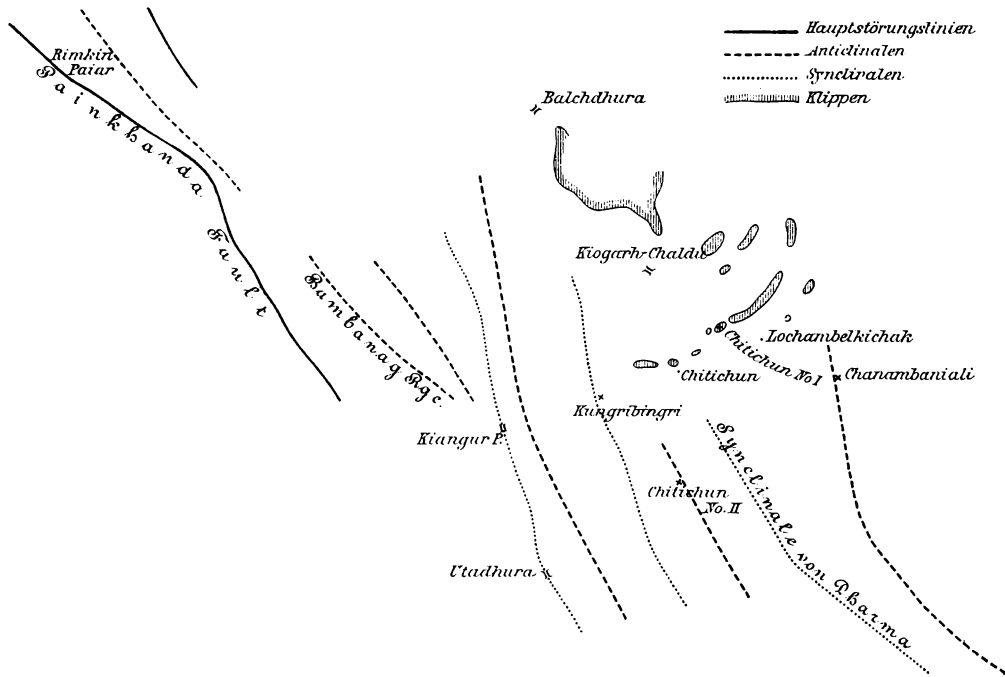 Hauptstörungslinien
Anticlinalen
Synclinalen
Klippen
Rimkin
Paiar
Painkhanda
Fault
Balchdhura
Kiogarh-Chaldu
Bambanag Rge.
Lochambelkichak
Chitichun No I
Chanambaniali
Chitichun
Kungribingri
Kiangur P.
Chitichun
No. II
Utadhura
Synclinale von Pharma